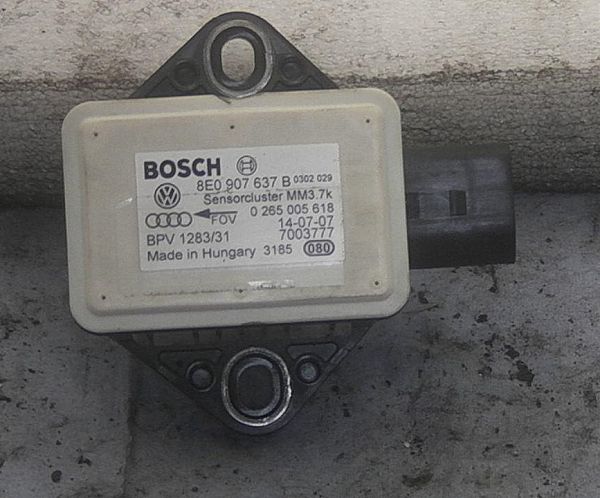 BOSCH
8E0 907 637 B 0302 029
Sensorcluster MM3.7k
FOV 0 265 005 618
14-07-07
BPV 1283/31 7003777
Made in Hungary 3185 080